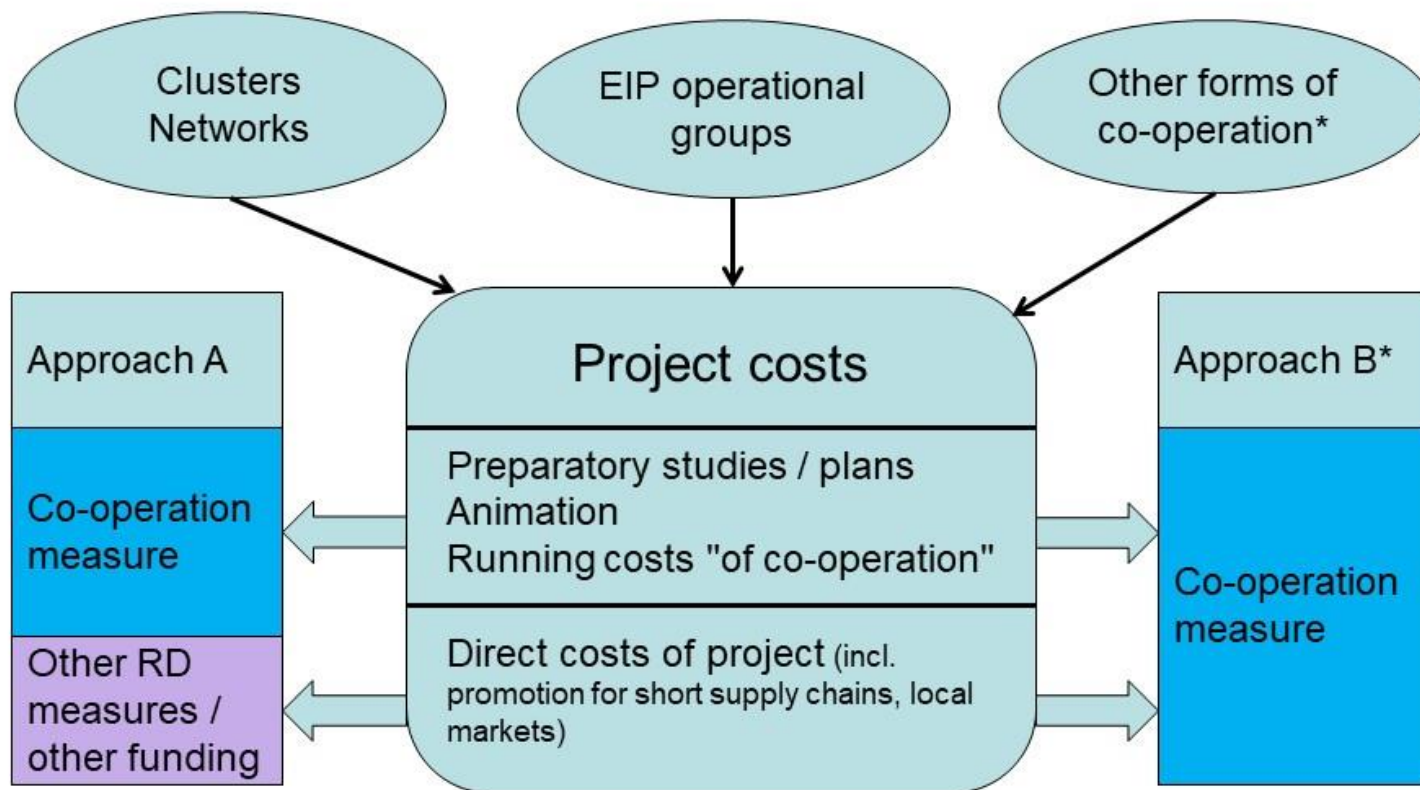 Clusters
Networks
EIP operational
groups
Other forms of
co-operation*
Approach A
Co-operation
measure
Other RD
measures /
other funding
Project costs
Preparatory studies / plans
Animation
Running costs "of co-operation"
Direct costs of project (incl.
promotion for short supply chains, local
markets)
Approach B*
Co-operation
measure